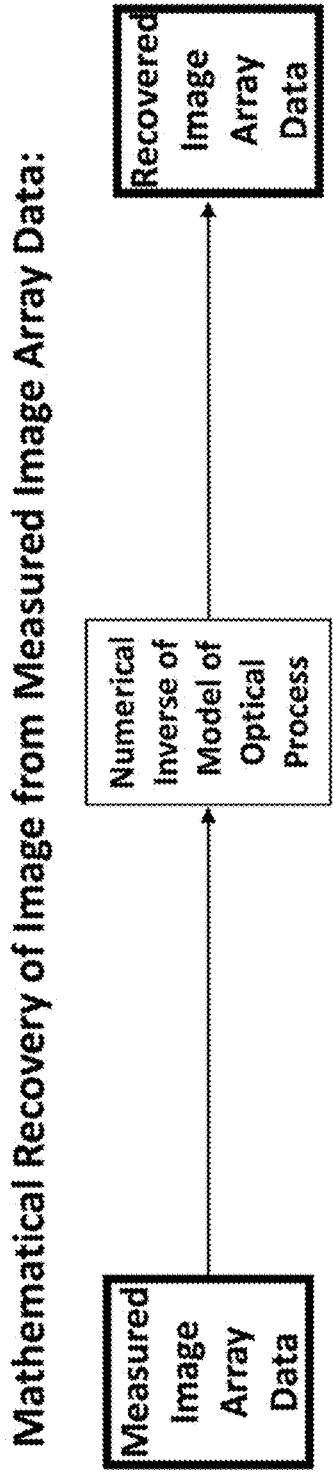 Mathematical Recovery of Image from Measured Image Array Data:
Measured
Image
Array
Data
Numerical
Inverse of
Model of
Optical
Process
Recovered
Image
Array
Data